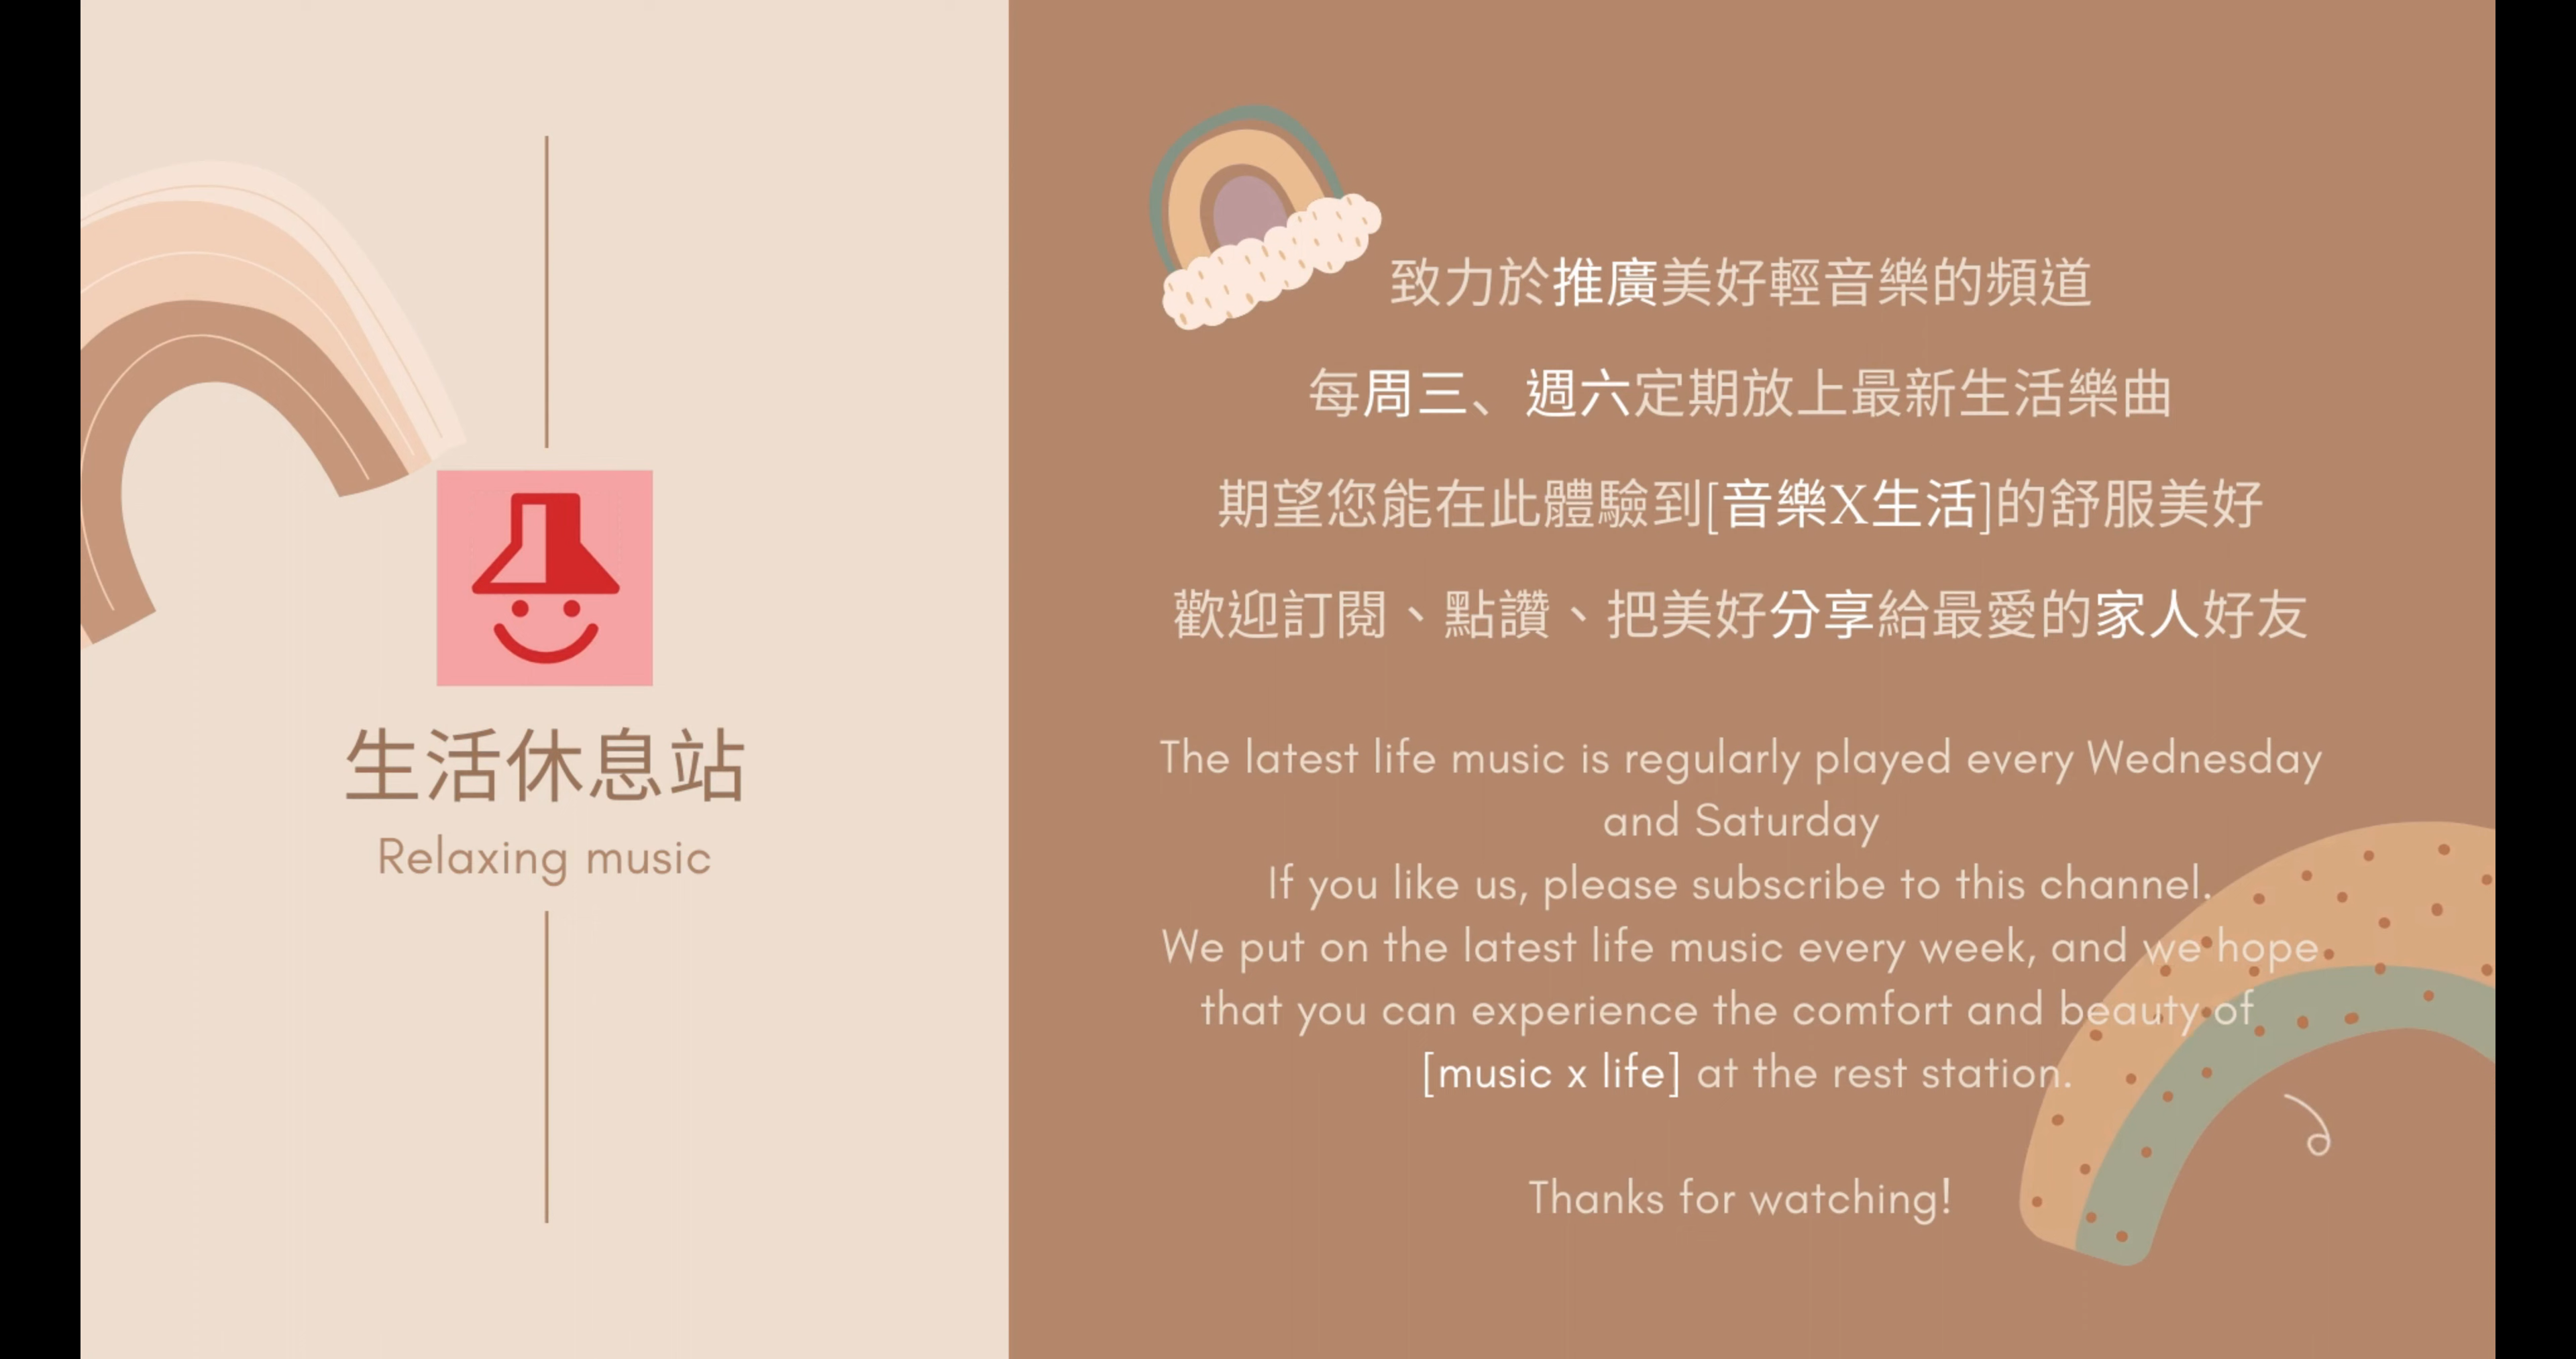 生活休息站
Relaxing music
致力於推廣美好輕音樂的頻道
每周三、週六定期放上最新生活樂曲
期望您能在此體驗到[音樂X生活]的舒服美好
歡迎訂閱、點讚、把美好分享給最愛的家人好友
The latest life music is regularly played every Wednesday
and Saturday
If you like us, please subscribe to this channel.
We put on the latest life music every week, and we hope
that you can experience the comfort and beauty of
[music x life] at the rest station.
Thanks for watching!